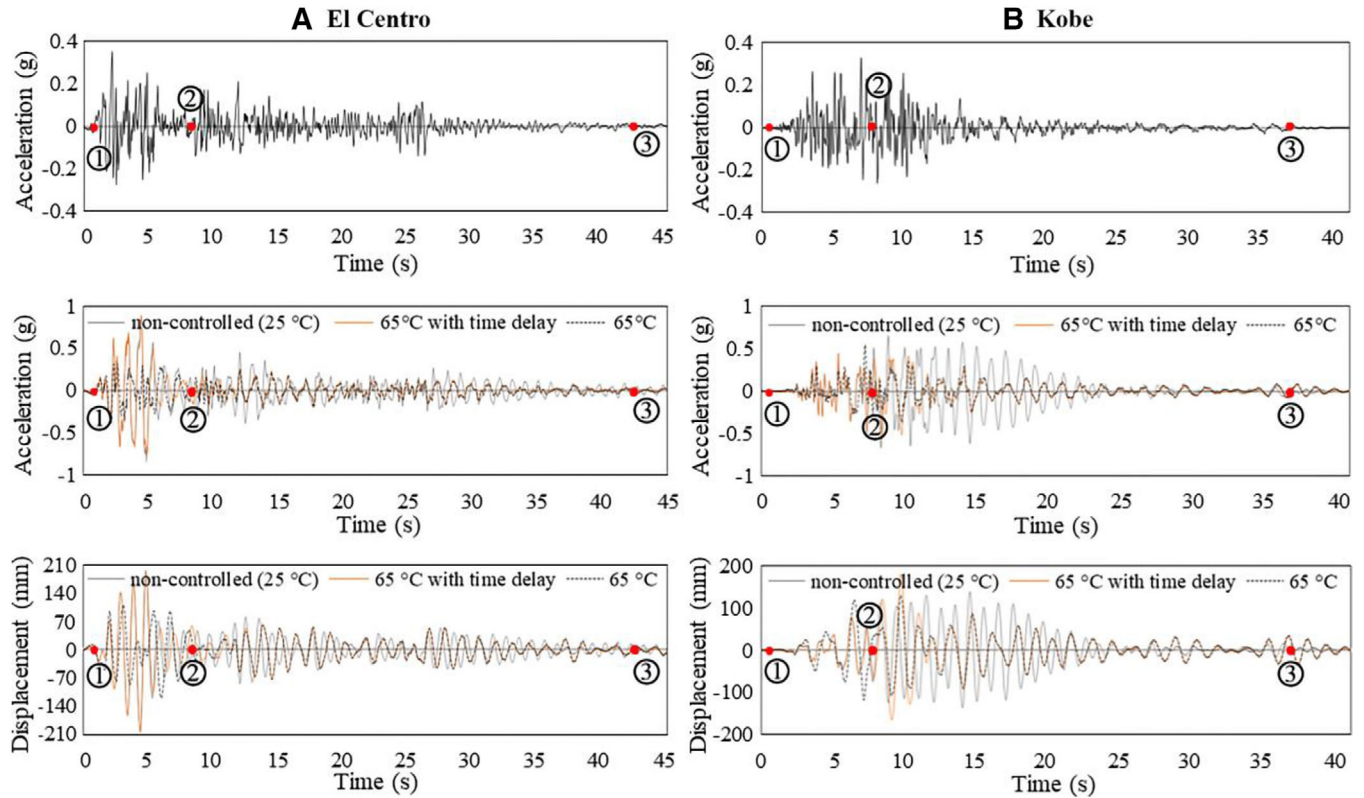 A El Centro
B Kobe
Acceleration (g)
0.4
0.2
0
-0.2
-0.4
① ② ③
0 5 10 15 20 25 30 35 40 45
Time (s)
Acceleration (g)
0.4
0.2
0
-0.2
-0.4
① ② ③
0 5 10 15 20 25 30 35 40
Time (s)
Acceleration (g)
1
0.5
0
-0.5
-1
non-controlled (25 °C) 65°C with time delay 65°C
① ② ③
0 5 10 15 20 25 30 35 40 45
Time (s)
Acceleration (g)
1
0.5
0
-0.5
-1
non-controlled (25 °C) 65°C with time delay 65°C
① ② ③
0 5 10 15 20 25 30 35 40
Time (s)
Displacement (mm)
210
140
70
0
-70
-140
-210
non-controlled (25 °C) 65 °C with time delay 65 °C
① ② ③
0 5 10 15 20 25 30 35 40 45
Time (s)
Displacement (mm)
200
100
0
-100
-200
non-controlled (25 °C) 65 °C with time delay 65 °C
① ② ③
0 5 10 15 20 25 30 35 40
Time (s)